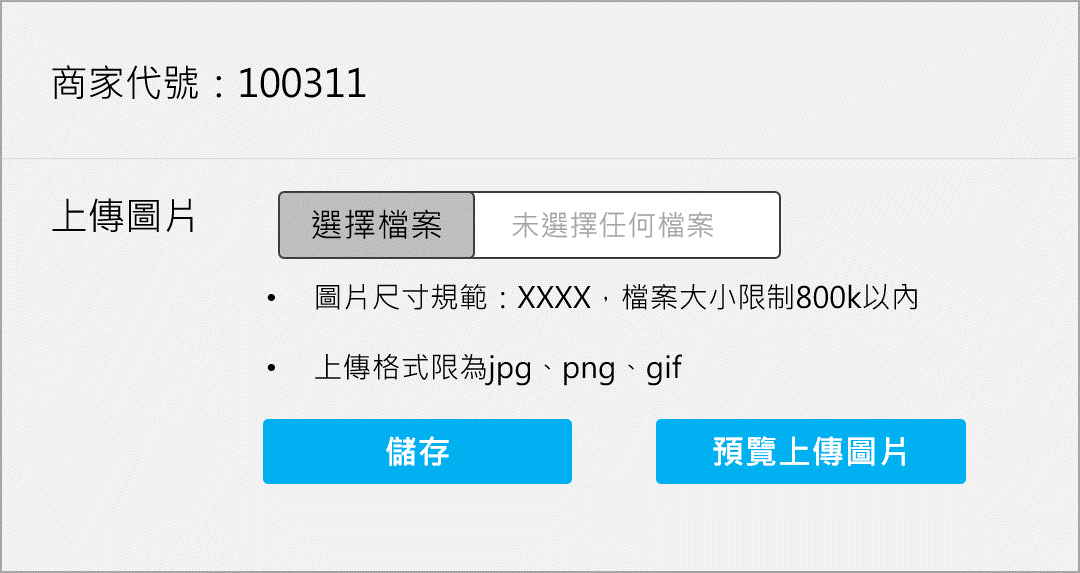 商家代號：100311
上傳圖片
選擇檔案 未選擇任何檔案
• 圖片尺寸規範：XXXX，檔案大小限制800k以內
• 上傳格式限為jpg、png、gif
儲存 預覽上傳圖片